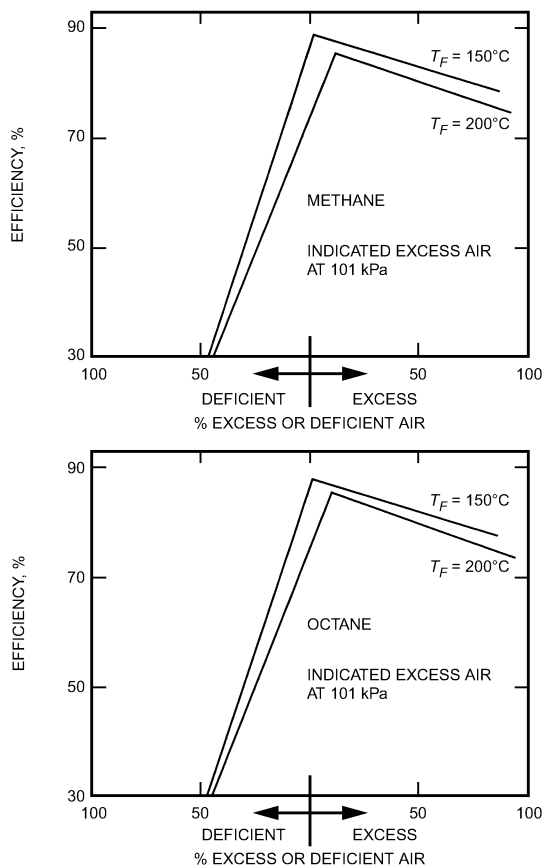 90
70
50
30
EFFICIENCY, %
T_F = 150°C
T_F = 200°C
METHANE
INDICATED EXCESS AIR
AT 101 kPa
100 50 50 100
DEFICIENT EXCESS
% EXCESS OR DEFICIENT AIR
90
70
50
30
EFFICIENCY, %
T_F = 150°C
T_F = 200°C
OCTANE
INDICATED EXCESS AIR
AT 101 kPa
100 50 50 100
DEFICIENT EXCESS
% EXCESS OR DEFICIENT AIR